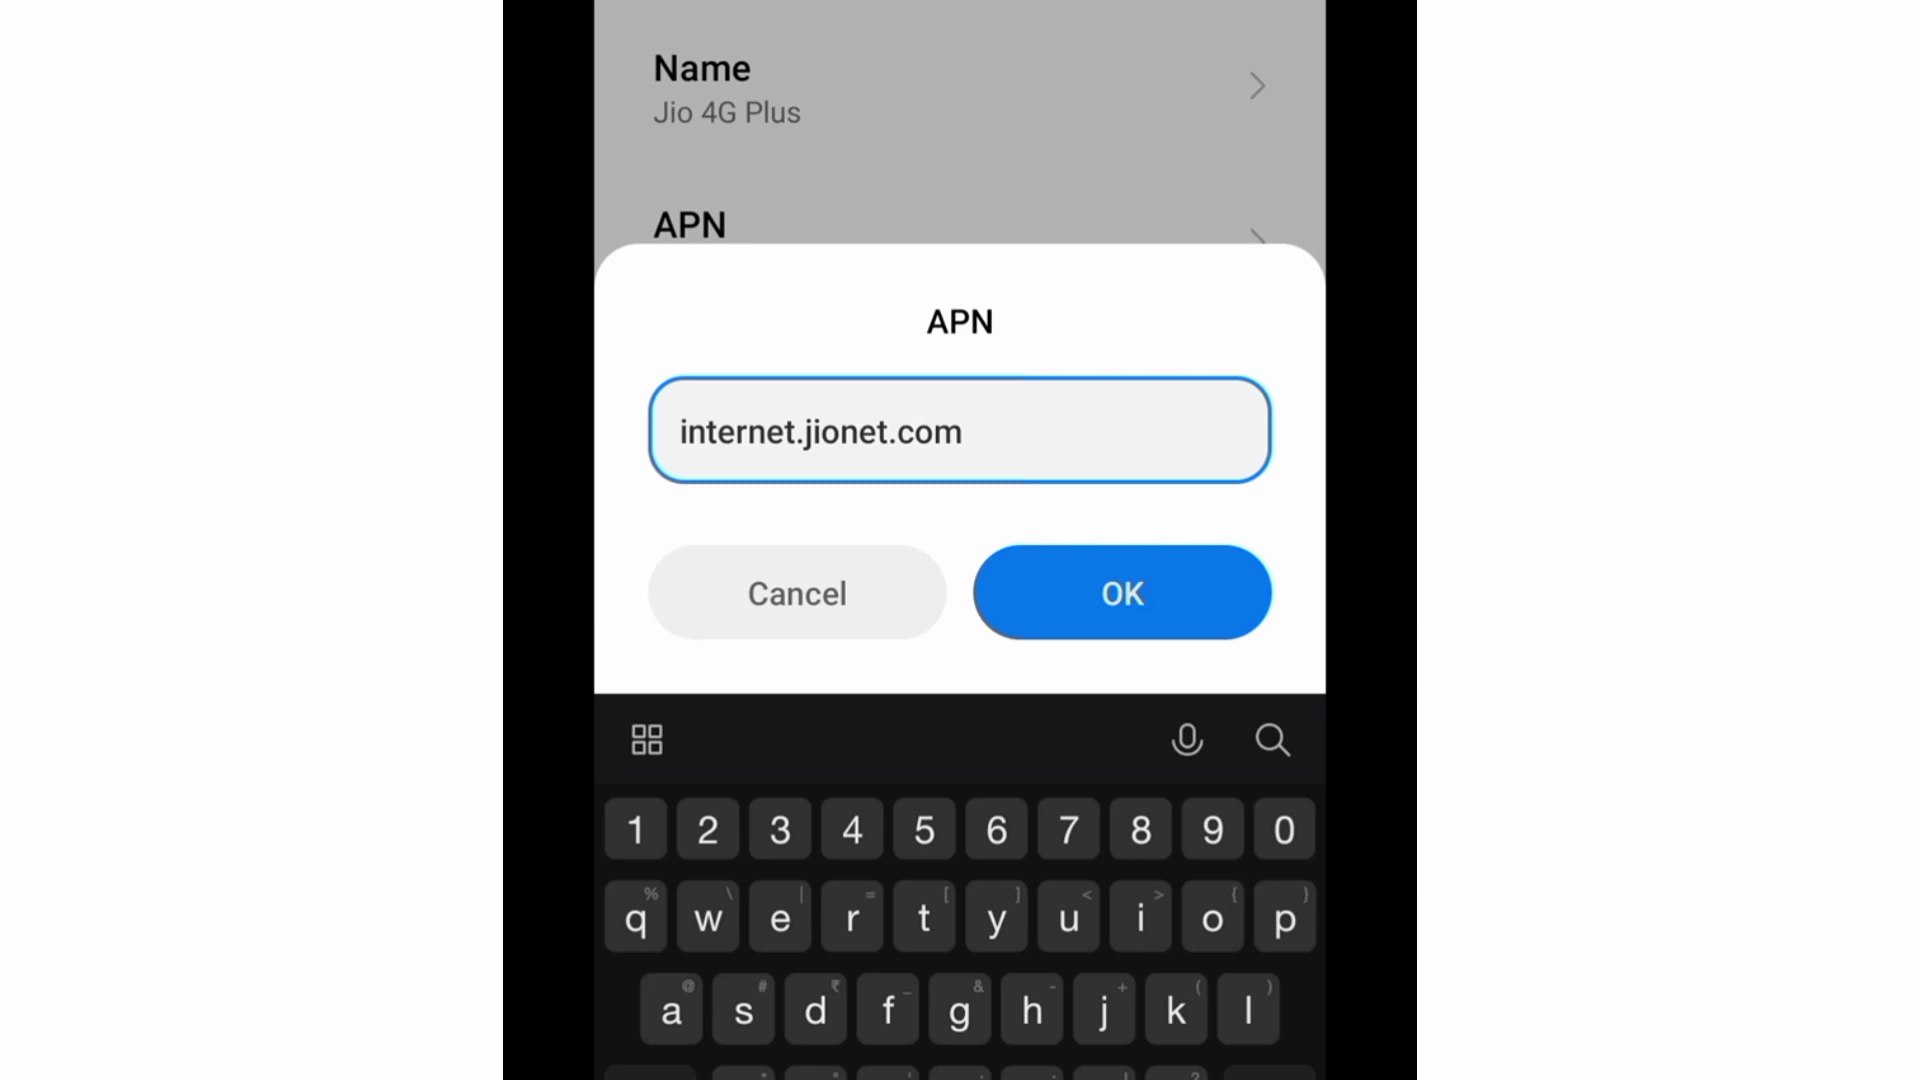 Name
Jio 4G Plus
APN
APN
internet.jionet.com
Cancel OK
1 2 3 4 5 6 7 8 9 0
% \ | = [ ] < > { }
q w e r t y u i o p
@ # ₹ _ & - + ( )
a s d f g h j k l